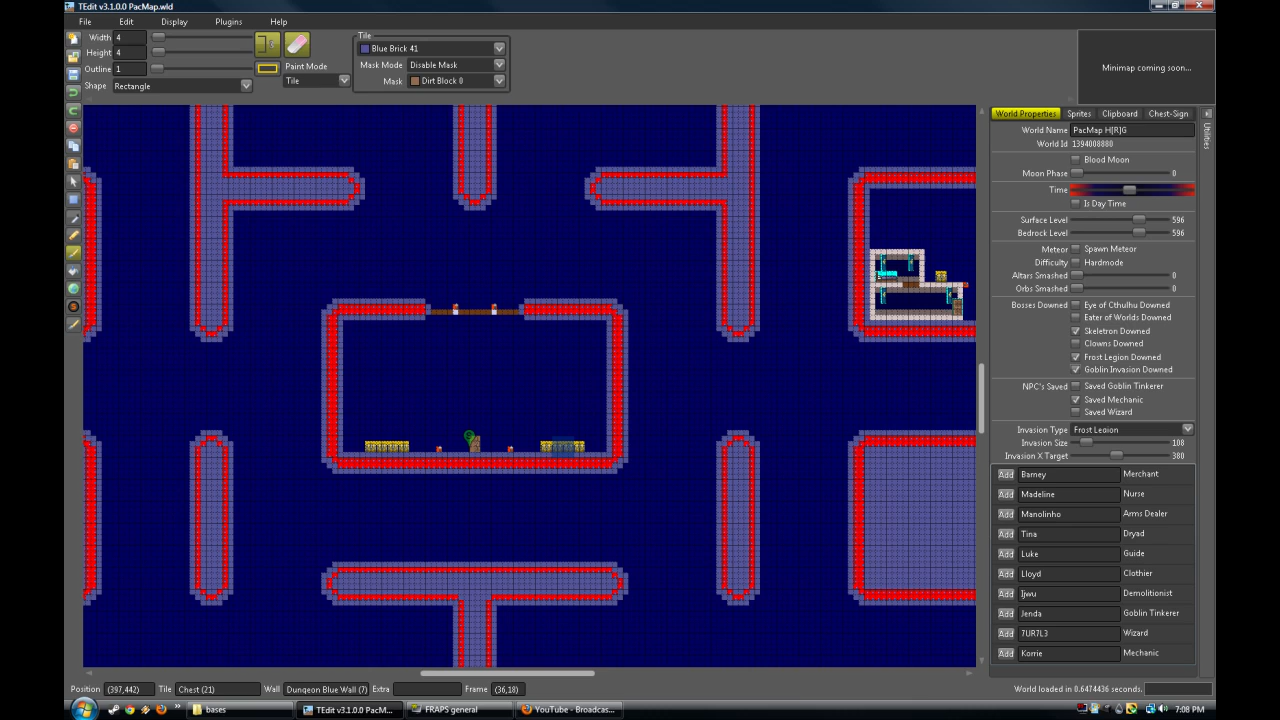 TEdit v3.1.0.0 PacMap.wld
File Edit Display Plugins Help
Width 4
Height 4
Outline 1
Shape Rectangle
Paint Mode
Tile
Tile
Blue Brick 41
Mask Mode Disable Mask
Mask Dirt Block 0
Minimap coming soon...
World Properties Sprites Clipboard Chest-Sign
Utilities
World Name PacMap H[R]G
World Id 1394008880
Blood Moon
Moon Phase 0
Time
Is Day Time
Surface Level 596
Bedrock Level 596
Meteor Spawn Meteor
Difficulty Hardmode
Altars Smashed 0
Orbs Smashed 0
Bosses Downed Eye of Cthulhu Downed
Eater of Worlds Downed
Skeletron Downed
Clowns Downed
Frost Legion Downed
Goblin Invasion Downed
NPC's Saved Saved Goblin Tinkerer
Saved Mechanic
Saved Wizard
Invasion Type Frost Legion
Invasion Size 108
Invasion X Target 380
Add Barney Merchant
Add Madeline Nurse
Add Manolinho Arms Dealer
Add Tina Dryad
Add Luke Guide
Add Lloyd Clothier
Add Ijwu Demolitionist
Add Jenda Goblin Tinkerer
Add 7UR7L3 Wizard
Add Korrie Mechanic
Position (397,442) Tile Chest (21) Wall Dungeon Blue Wall (7) Extra Frame (36,18) World loaded in 0.6474436 seconds.
bases TEdit v3.1.0.0 PacM... FRAPS general YouTube - Broadcas... 7:08 PM